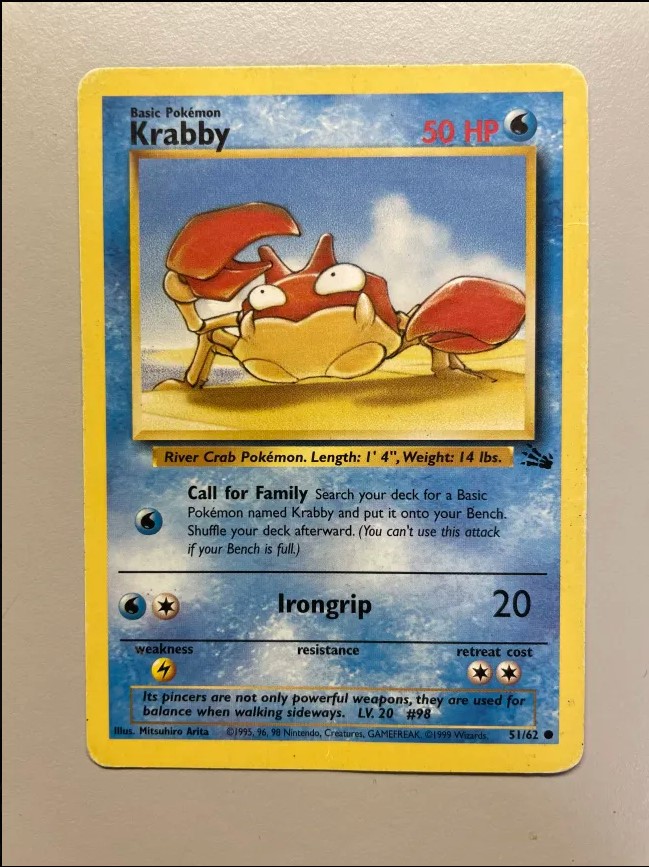 Basic Pokémon
Krabby
50 HP
River Crab Pokémon. Length: 1' 4", Weight: 14 lbs.
Call for Family Search your deck for a Basic
Pokémon named Krabby and put it onto your Bench.
Shuffle your deck afterward. (You can't use this attack
if your Bench is full.)
Irongrip 20
weakness resistance retreat cost
Its pincers are not only powerful weapons, they are used for
balance when walking sideways. LV. 20 #98
Illus. Mitsuhiro Arita ©1995, 96, 98 Nintendo, Creatures, GAMEFREAK. ©1999 Wizards. 51/62